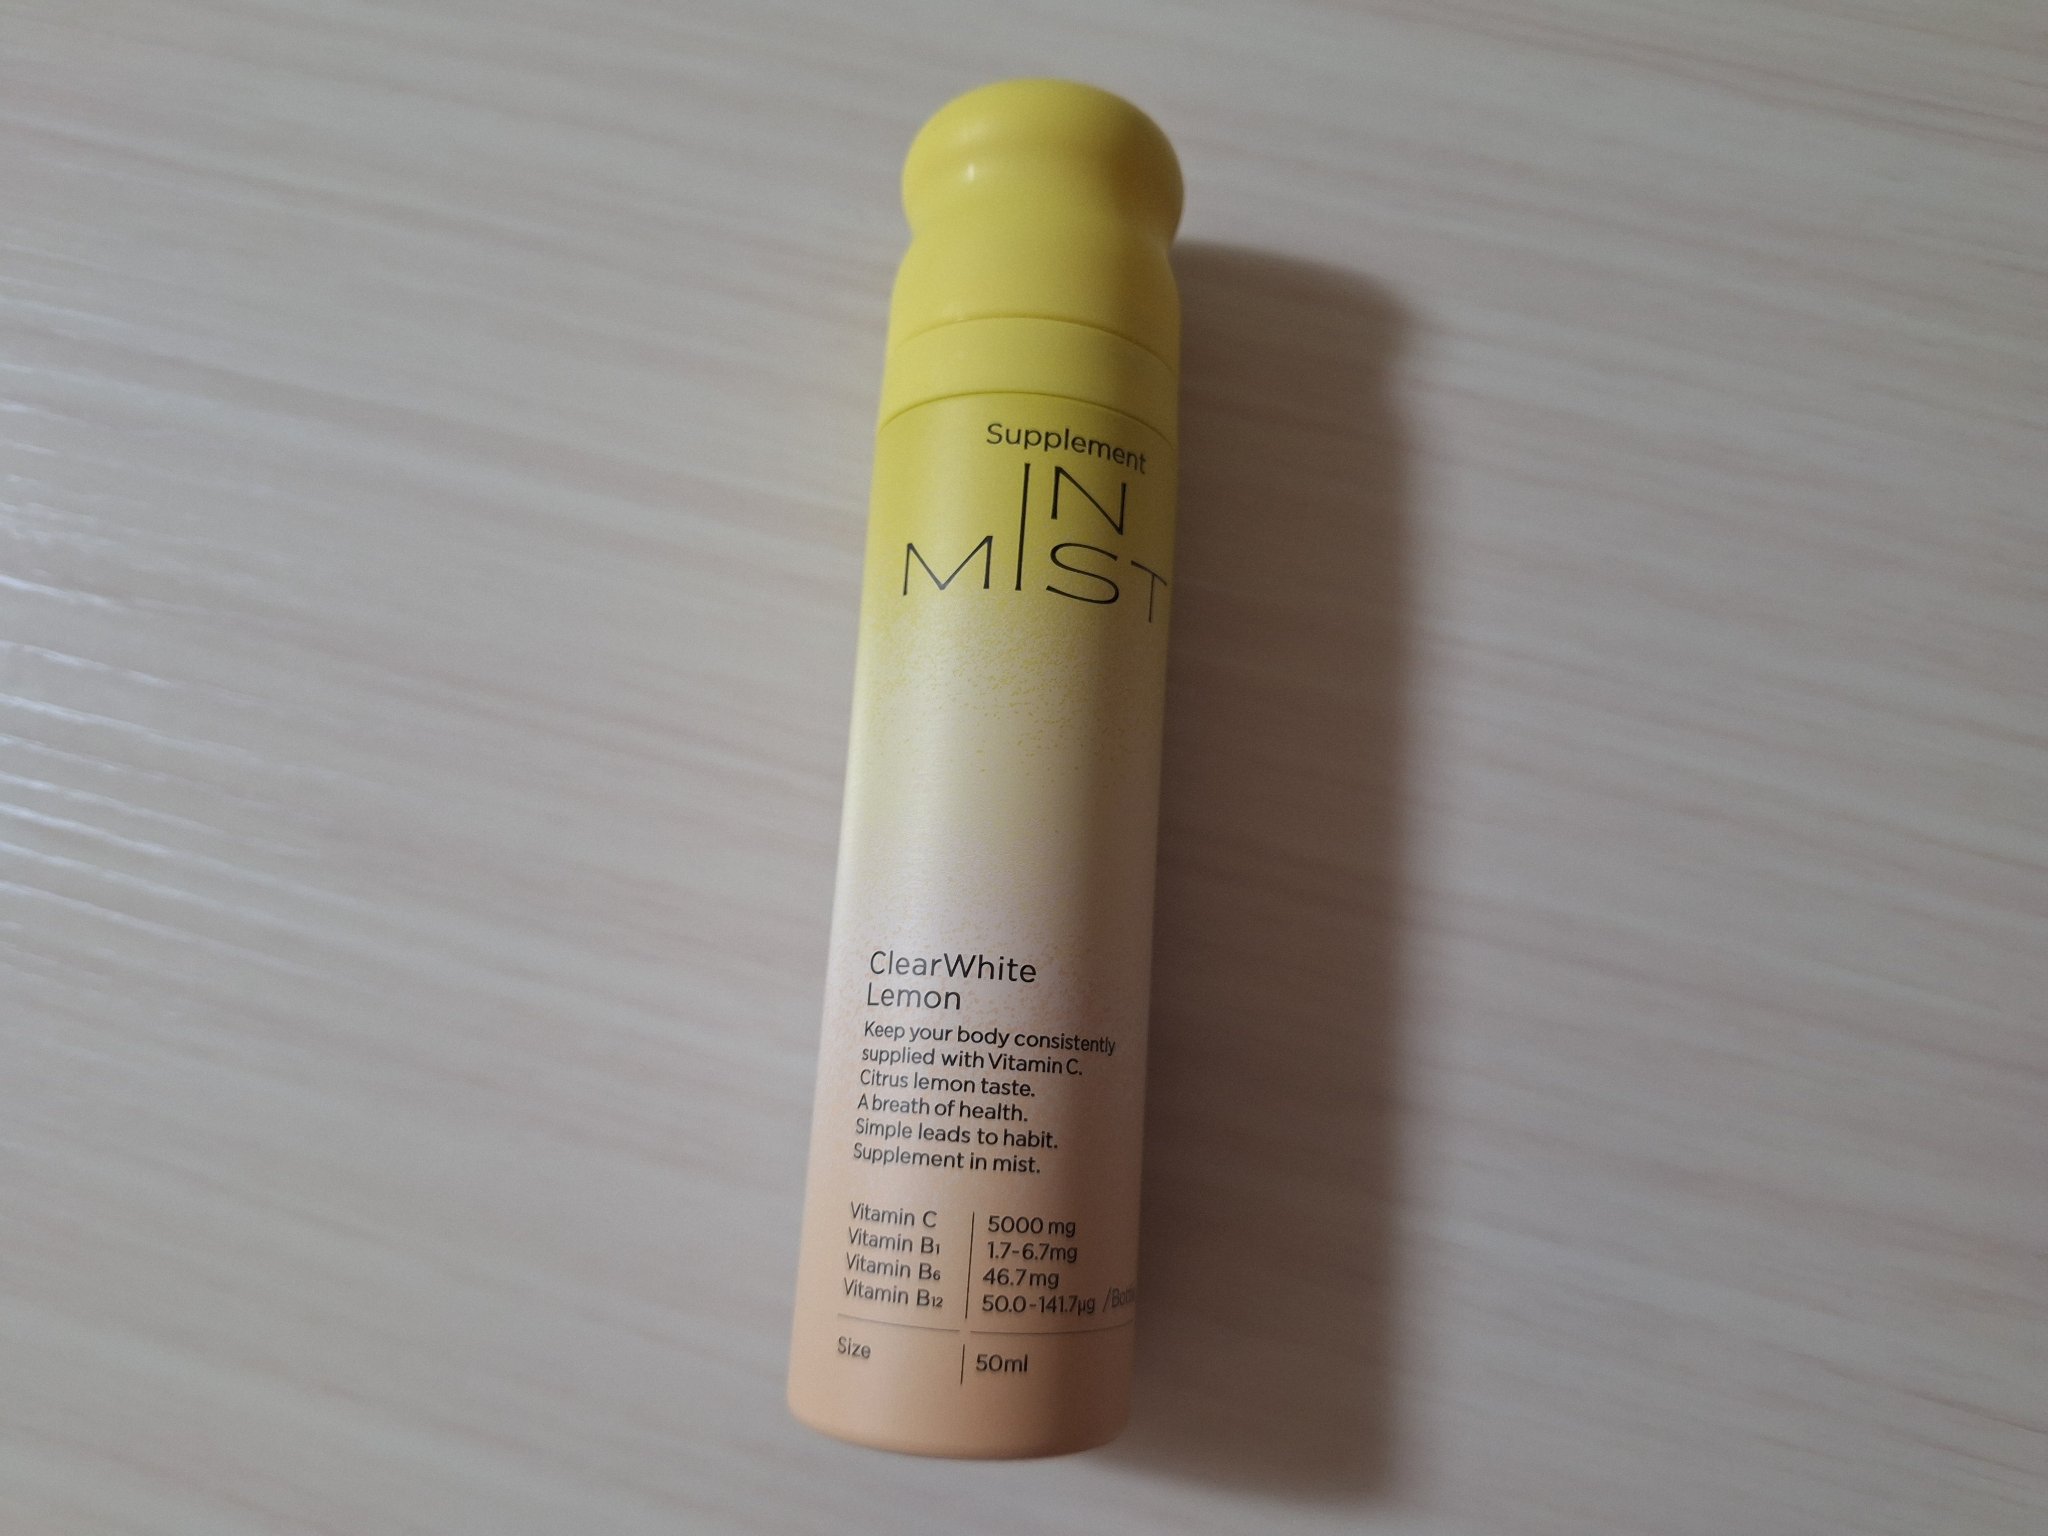 Supplement
IN
MIST
ClearWhite
Lemon
Keep your body consistently
supplied with Vitamin C.
Citrus lemon taste.
A breath of health.
Simple leads to habit.
Supplement in mist.
Vitamin C 5000 mg
Vitamin B₁ 1.7-6.7mg
Vitamin B₆ 46.7mg
Vitamin B₁₂ 50.0-141.7μg
Size 50ml